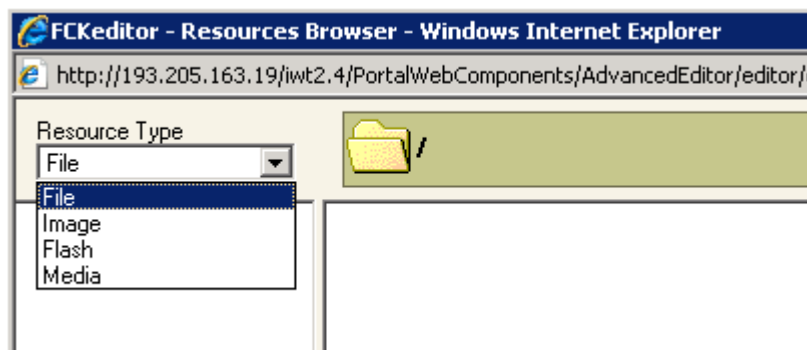 FCKeditor - Resources Browser - Windows Internet Explorer
http://193.205.163.19/iwt2.4/PortalWebComponents/AdvancedEditor/editor/
Resource Type
File
/
File
Image
Flash
Media